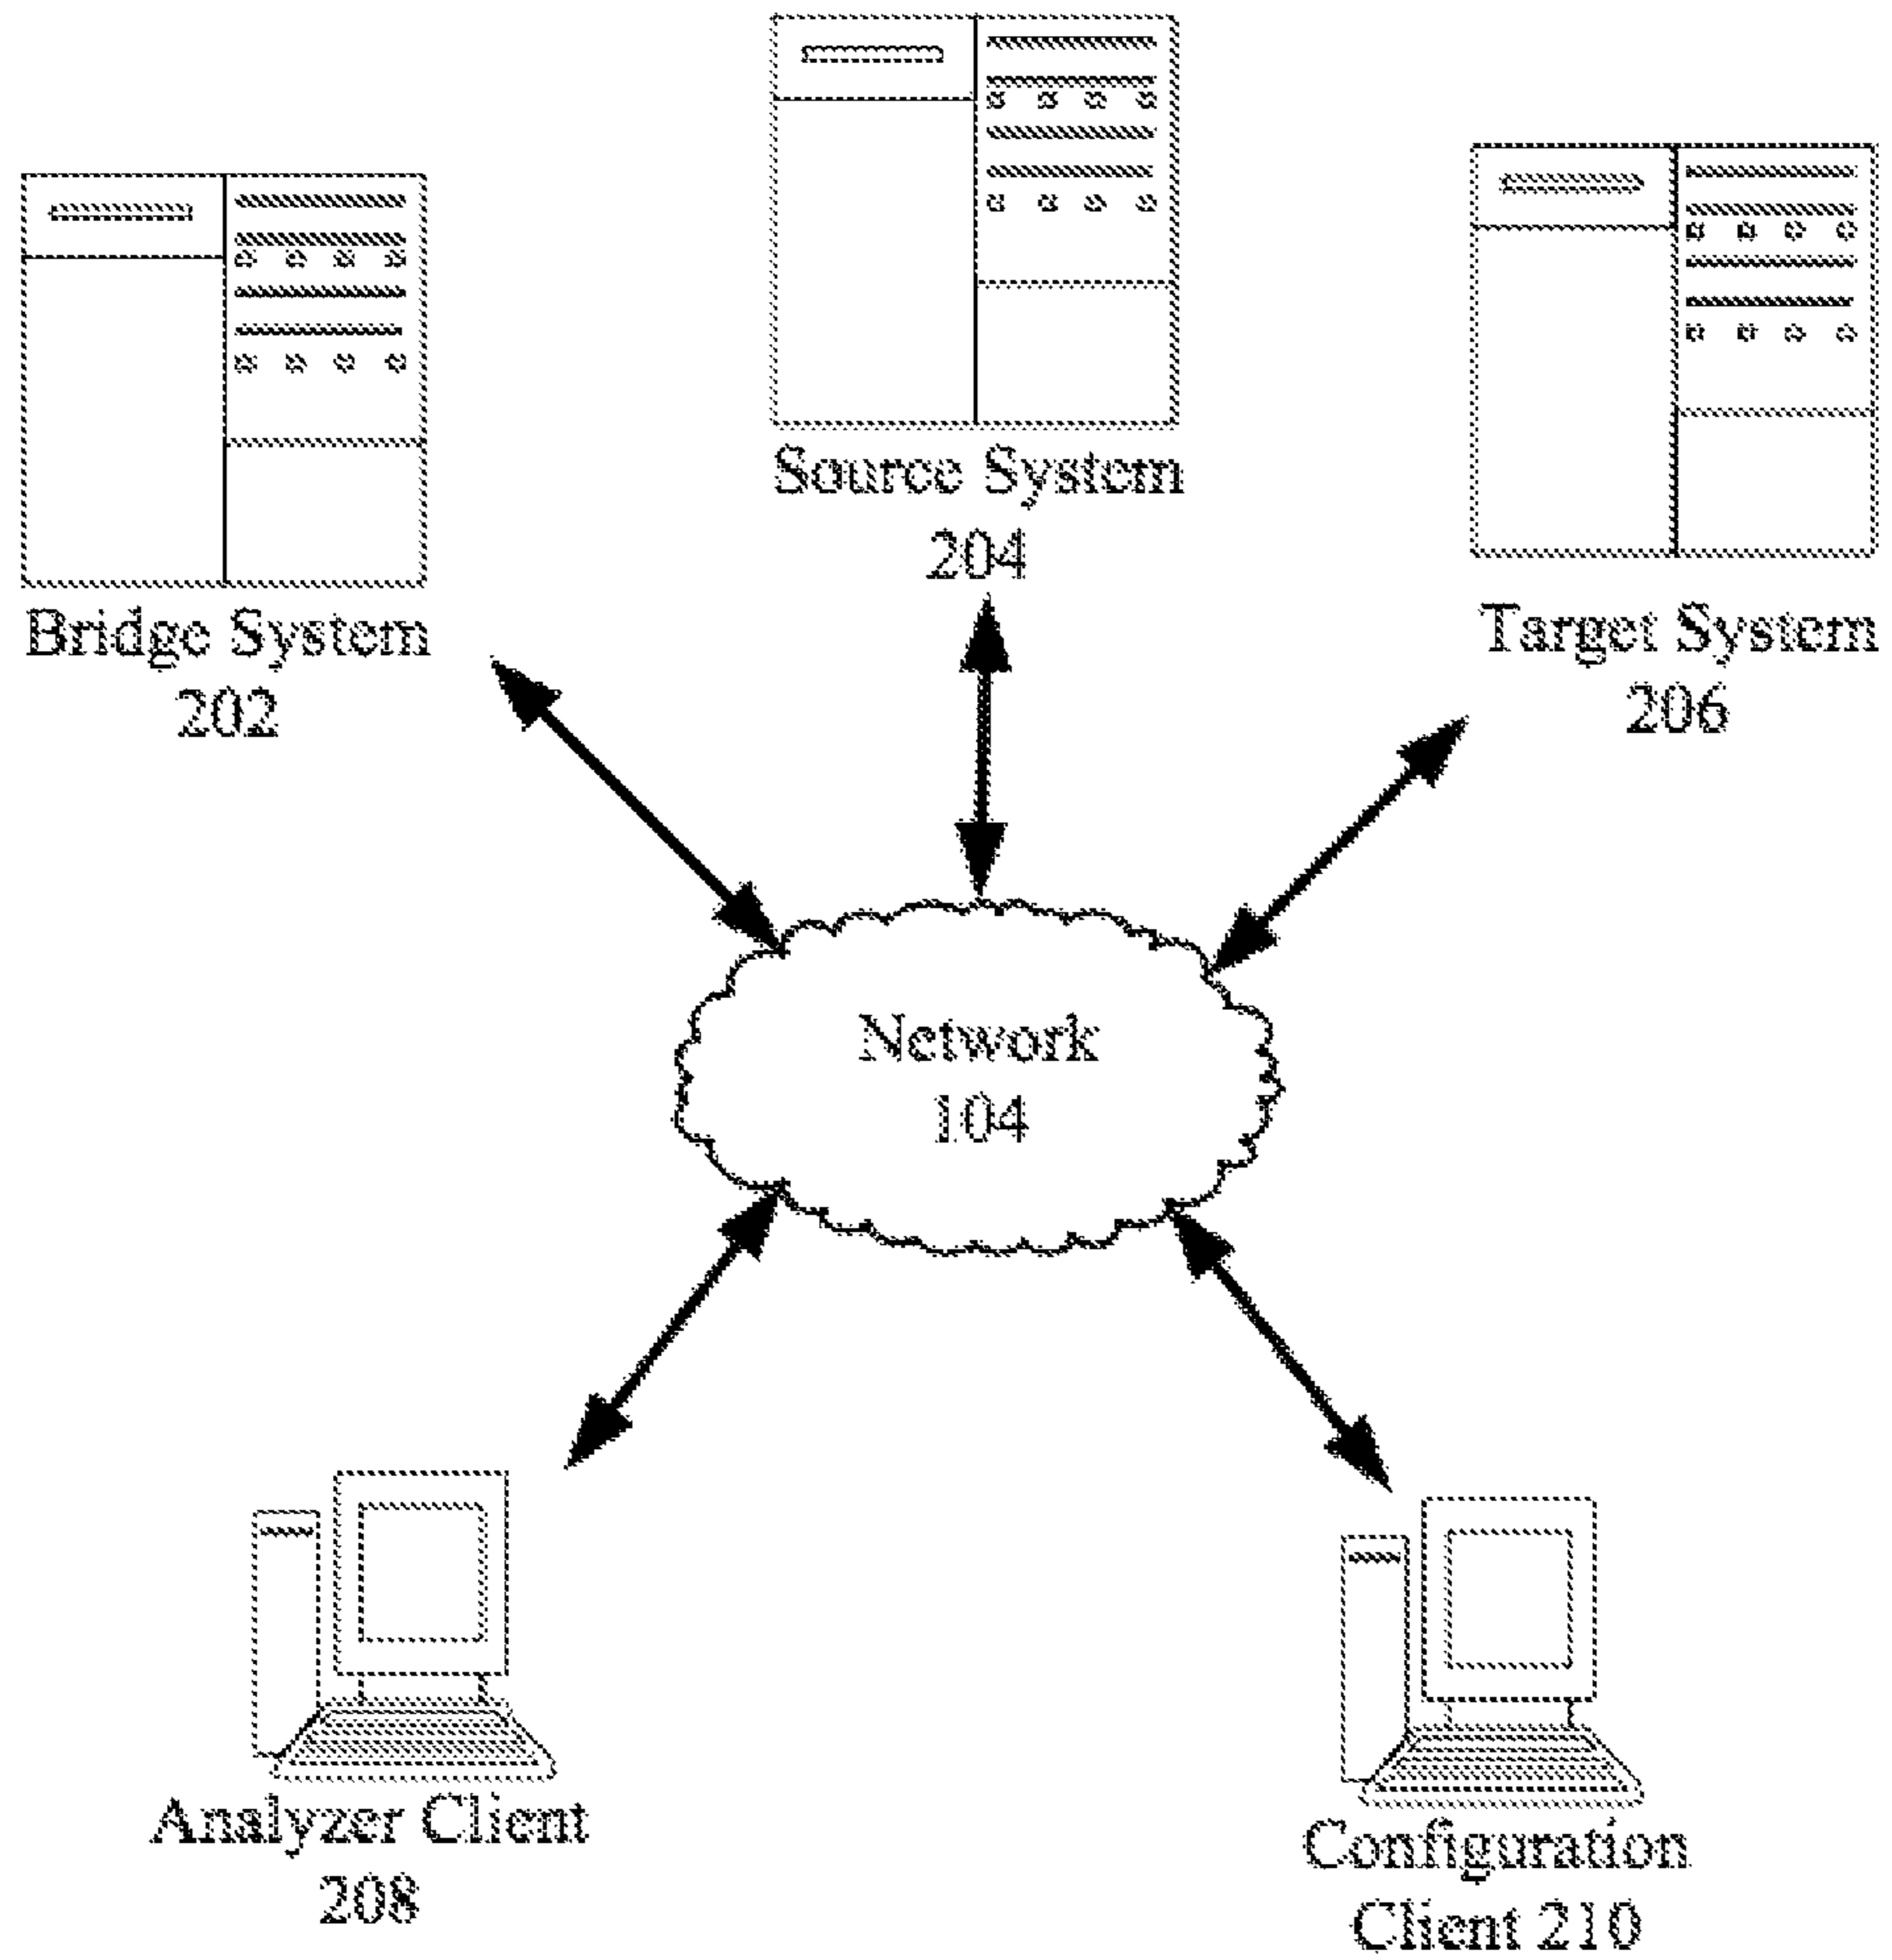 Source System
204
Bridge System
202
Target System
206
Network
104
Analyzer Client
208
Configuration
Client 210